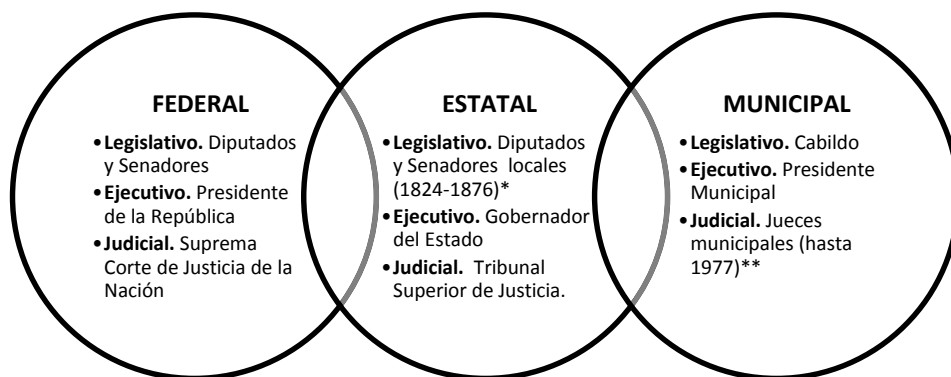 FEDERAL
•Legislativo. Diputados
y Senadores
•Ejecutivo. Presidente
de la República
•Judicial. Suprema
Corte de Justicia de la
Nación
ESTATAL
•Legislativo. Diputados
y Senadores locales
(1824-1876)*
•Ejecutivo. Gobernador
del Estado
•Judicial. Tribunal
Superior de Justicia.
MUNICIPAL
•Legislativo. Cabildo
•Ejecutivo. Presidente
Municipal
•Judicial. Jueces
municipales (hasta
1977)**